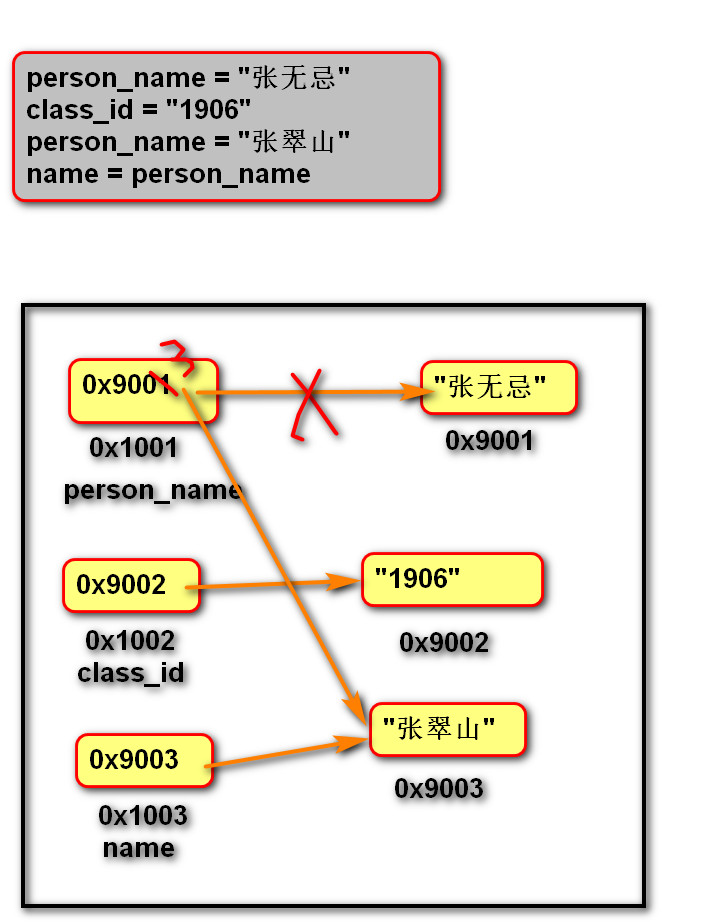 person_name = "张无忌"
class_id = "1906"
person_name = "张翠山"
name = person_name
3
0x9001
"张无忌"
0x1001
0x9001
person_name
0x9002
"1906"
0x1002
0x9002
class_id
"张翠山"
0x9003
0x9003
0x1003
name